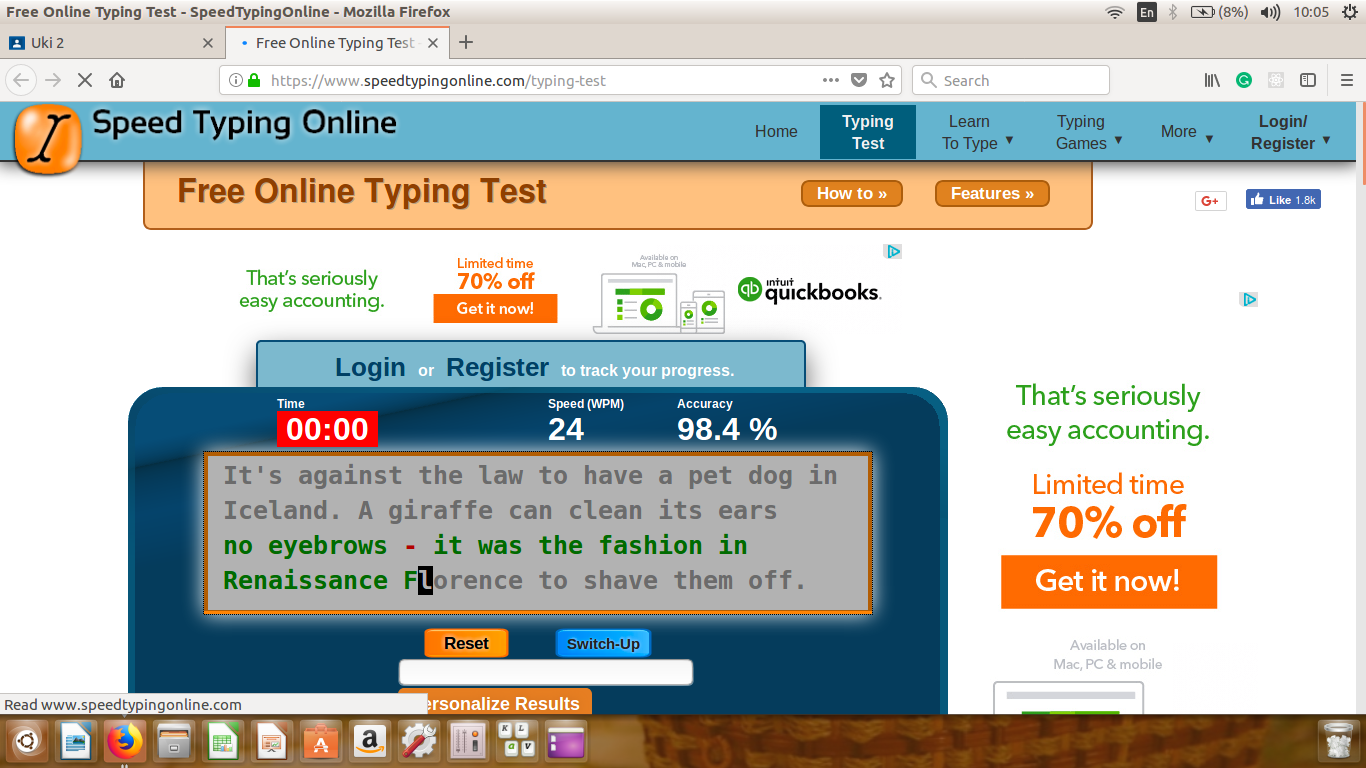 Free Online Typing Test - SpeedTypingOnline - Mozilla Firefox
En
(8%)
10:05
Uki 2
Free Online Typing Test -
https://www.speedtypingonline.com/typing-test
Search
Speed Typing Online
Home
Typing
Test
Learn
To Type ▼
Typing
Games ▼
More ▼
Login/
Register ▼
Free Online Typing Test
How to »
Features »
G+
Like 1.8k
That's seriously
easy accounting.
Limited time
70% off
Get it now!
Available on
Mac, PC & mobile
qb
intuit
quickbooks.
Login or Register to track your progress.
Time
00:00
Speed (WPM)
24
Accuracy
98.4 %
It's against the law to have a pet dog in
Iceland. A giraffe can clean its ears
no eyebrows - it was the fashion in
Renaissance Florence to shave them off.
Reset
Switch-Up
ersonalize Results
That's seriously
easy accounting.
Limited time
70% off
Get it now!
Available on
Mac, PC & mobile
Read www.speedtypingonline.com
a
K L
a v